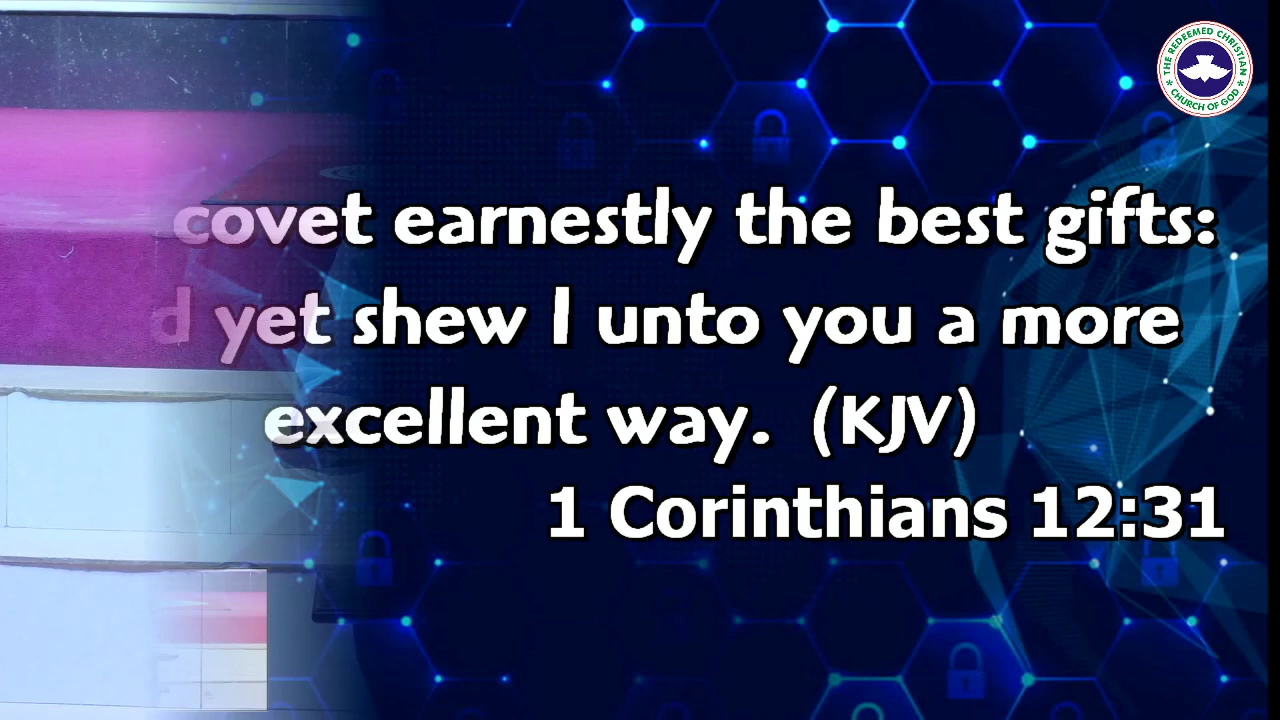 THE REDEEMED CHRISTIAN
CHURCH OF GOD
covet earnestly the best gifts:
d yet shew I unto you a more
excellent way. (KJV)
1 Corinthians 12:31